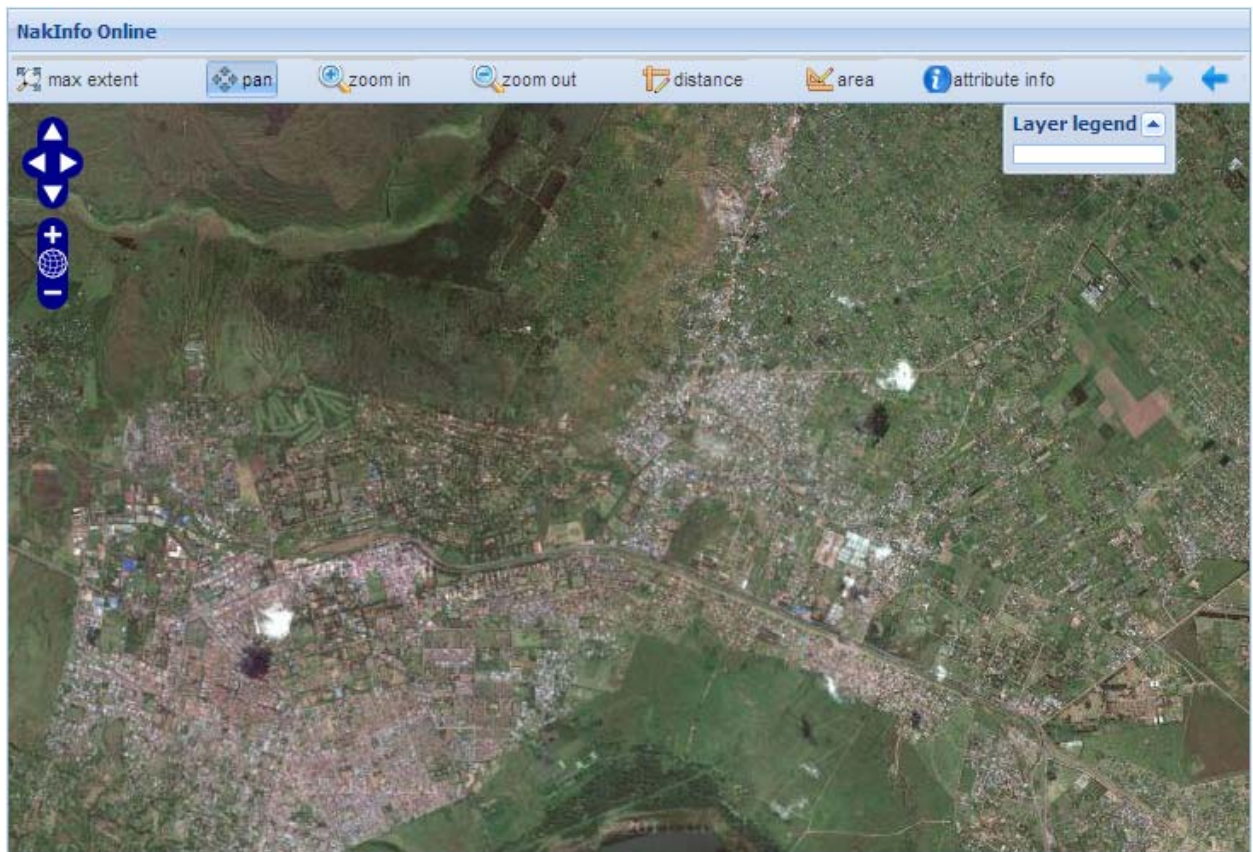 NakInfo Online
max extent pan zoom in zoom out distance area attribute info
Layer legend